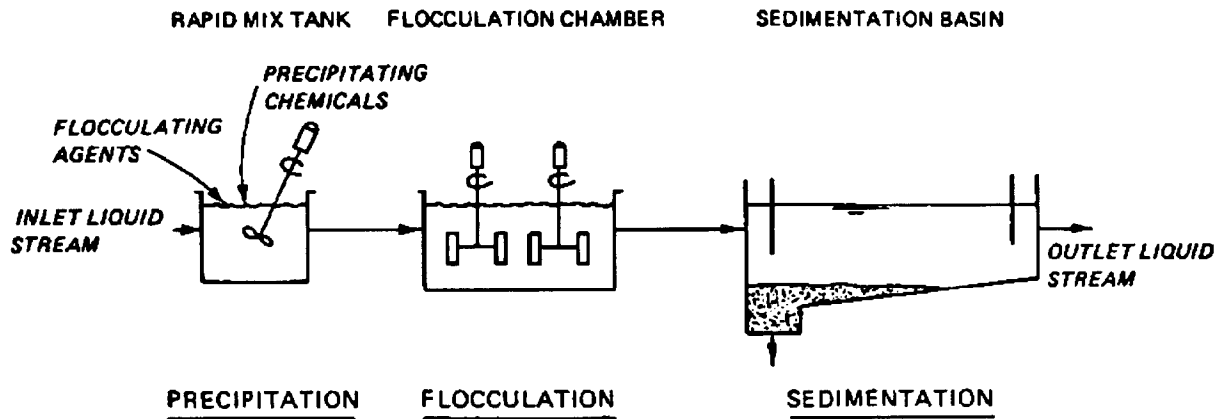 RAPID MIX TANK
FLOCCULATION CHAMBER
SEDIMENTATION BASIN
PRECIPITATING
CHEMICALS
FLOCCULATING
AGENTS
INLET LIQUID
STREAM
OUTLET LIQUID
STREAM
PRECIPITATION
FLOCCULATION
SEDIMENTATION